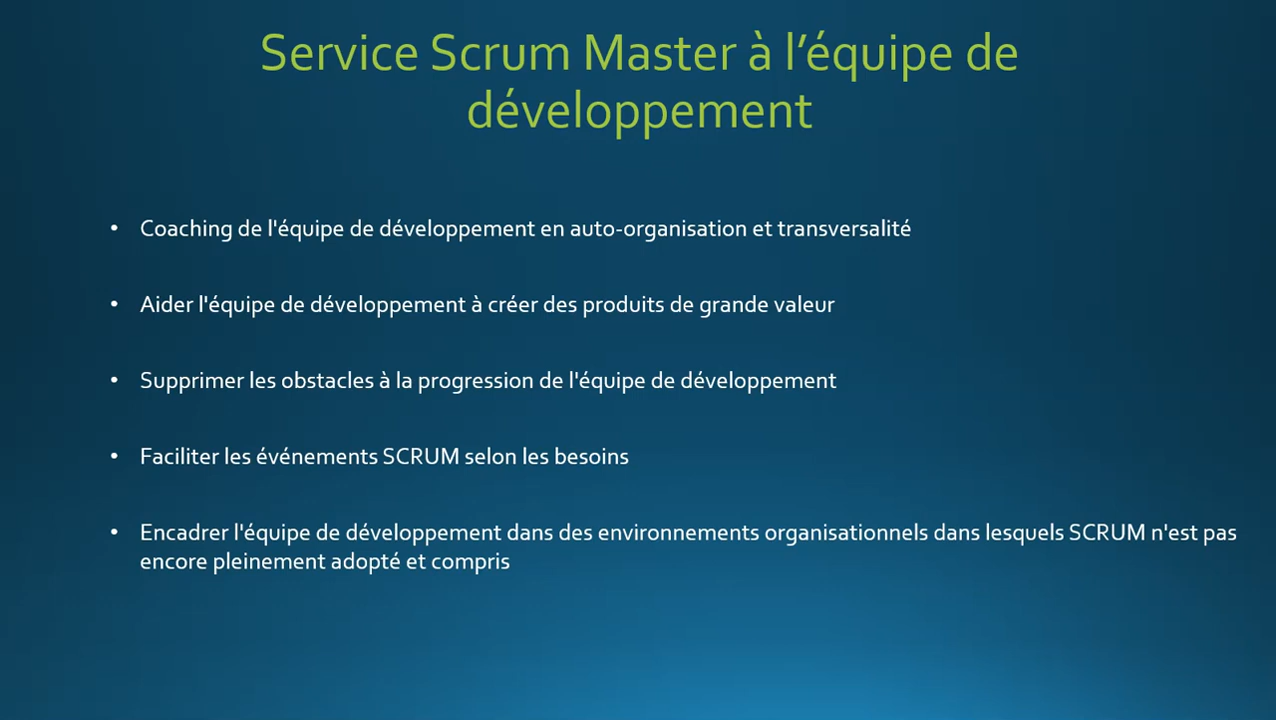 Service Scrum Master à l’équipe de
développement
• Coaching de l'équipe de développement en auto-organisation et transversalité
• Aider l'équipe de développement à créer des produits de grande valeur
• Supprimer les obstacles à la progression de l'équipe de développement
• Faciliter les événements SCRUM selon les besoins
• Encadrer l'équipe de développement dans des environnements organisationnels dans lesquels SCRUM n'est pas
encore pleinement adopté et compris